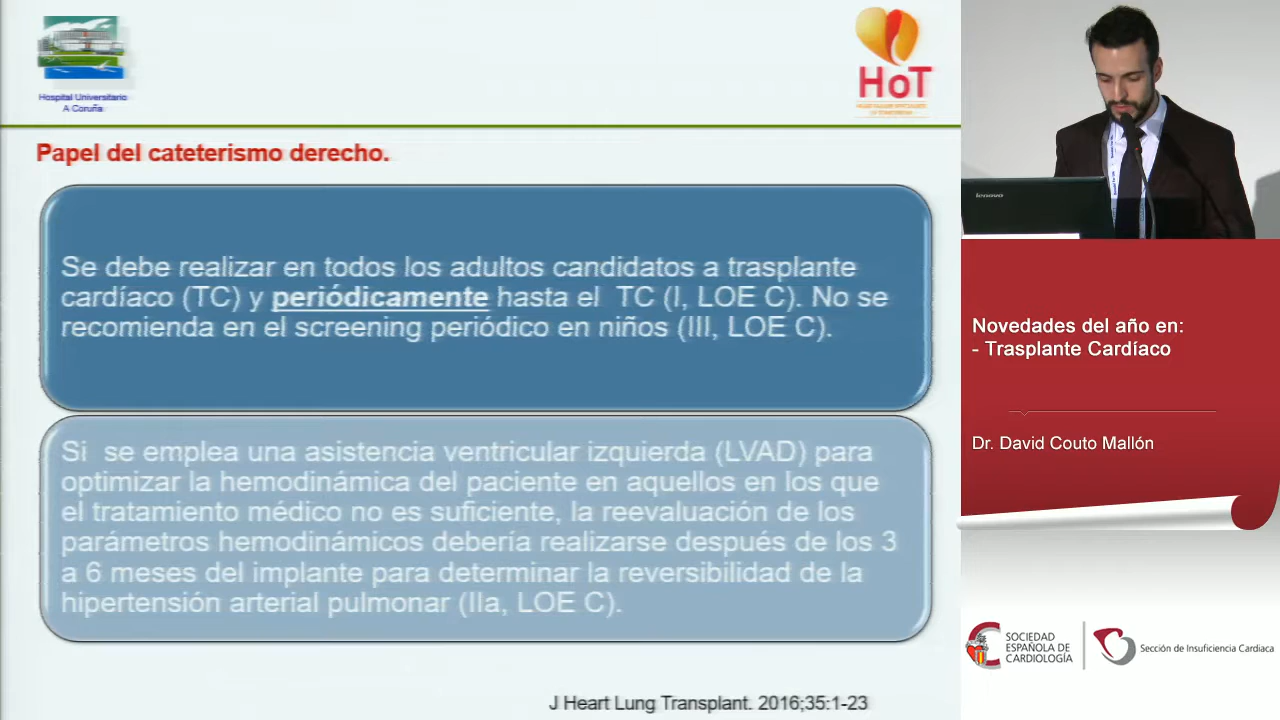 Hospital Universitario
A Coruña
HoT
Papel del cateterismo derecho.
Se debe realizar en todos los adultos candidatos a trasplante
cardíaco (TC) y periódicamente hasta el TC (I, LOE C). No se
recomienda en el screening periódico en niños (III, LOE C).
Si se emplea una asistencia ventricular izquierda (LVAD) para
optimizar la hemodinámica del paciente en aquellos en los que
el tratamiento médico no es suficiente, la reevaluación de los
parámetros hemodinámicos debería realizarse después de los 3
a 6 meses del implante para determinar la reversibilidad de la
hipertensión arterial pulmonar (IIa, LOE C).
J Heart Lung Transplant. 2016;35:1-23
lenovo
Novedades del año en:
- Trasplante Cardíaco
Dr. David Couto Mallón
SOCIEDAD
ESPAÑOLA DE
CARDIOLOGÍA
Sección de Insuficiencia Cardiaca